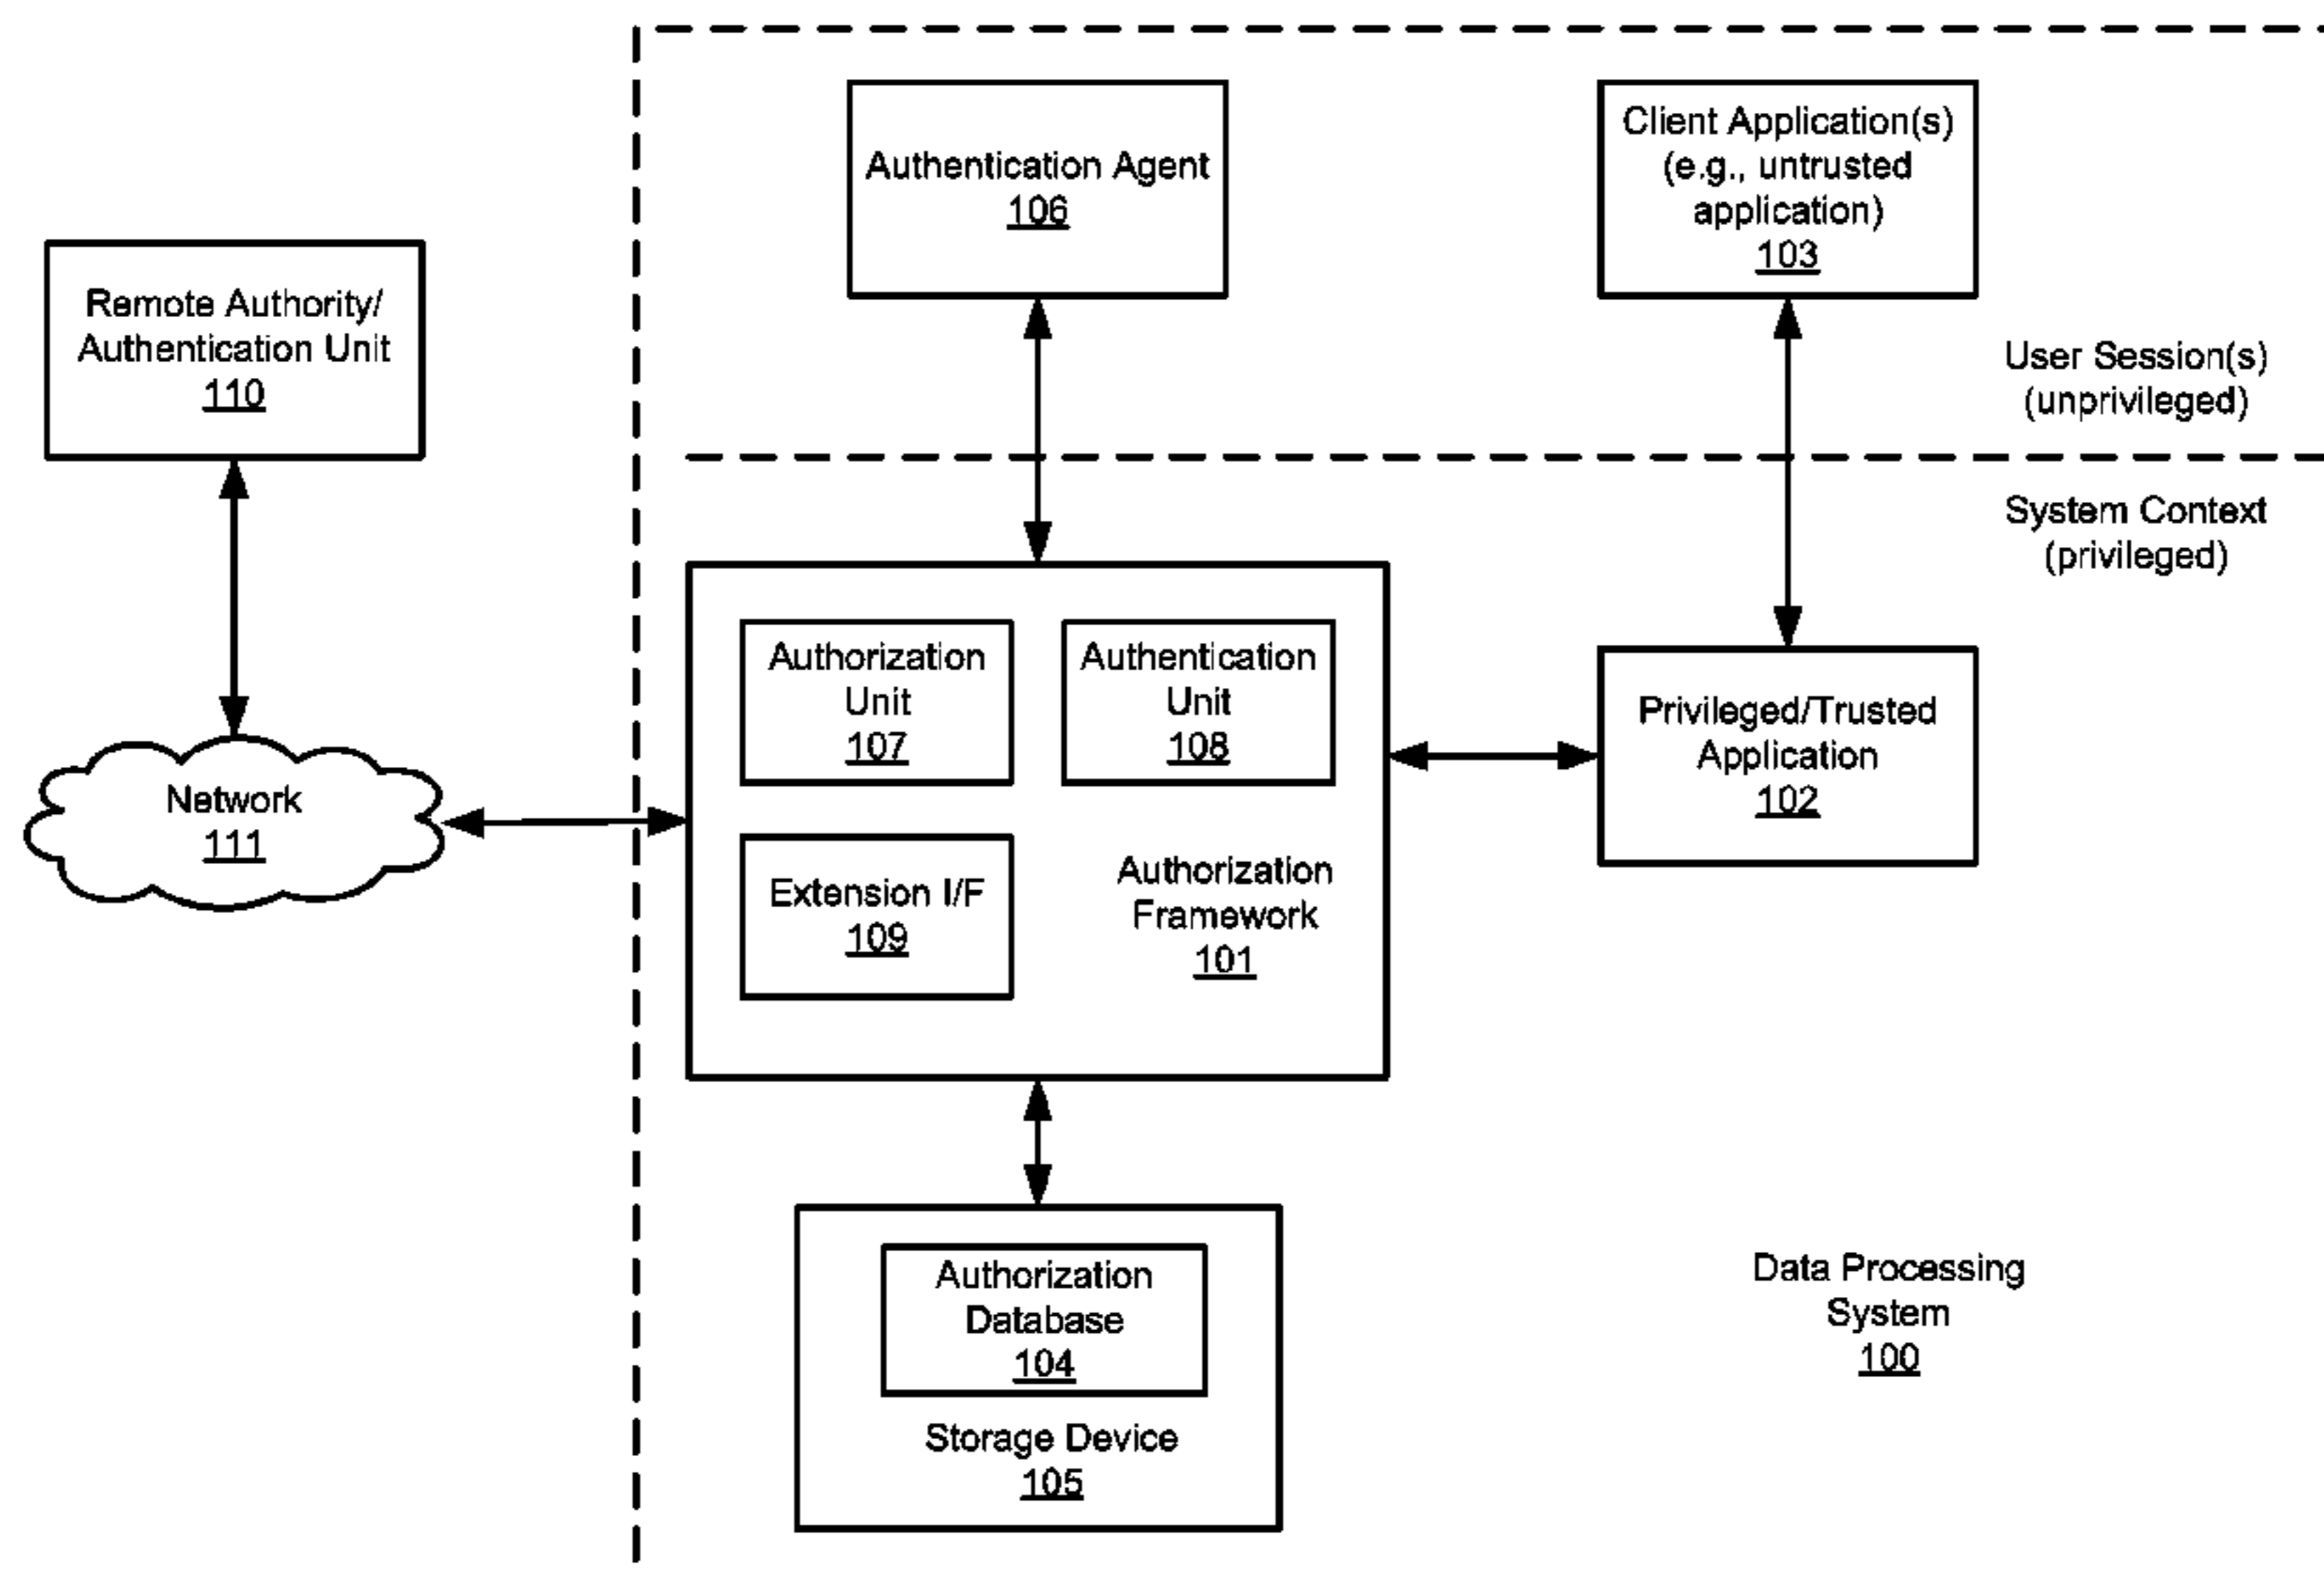 Authentication Agent
106
Client Application(s)
(e.g., untrusted
application)
103
Remote Authority/
Authentication Unit
110
User Session(s)
(unprivileged)
System Context
(privileged)
Authorization
Unit
107
Authentication
Unit
108
Privileged/Trusted
Application
102
Network
111
Extension I/F
109
Authorization
Framework
101
Authorization
Database
104
Storage Device
105
Data Processing
System
100